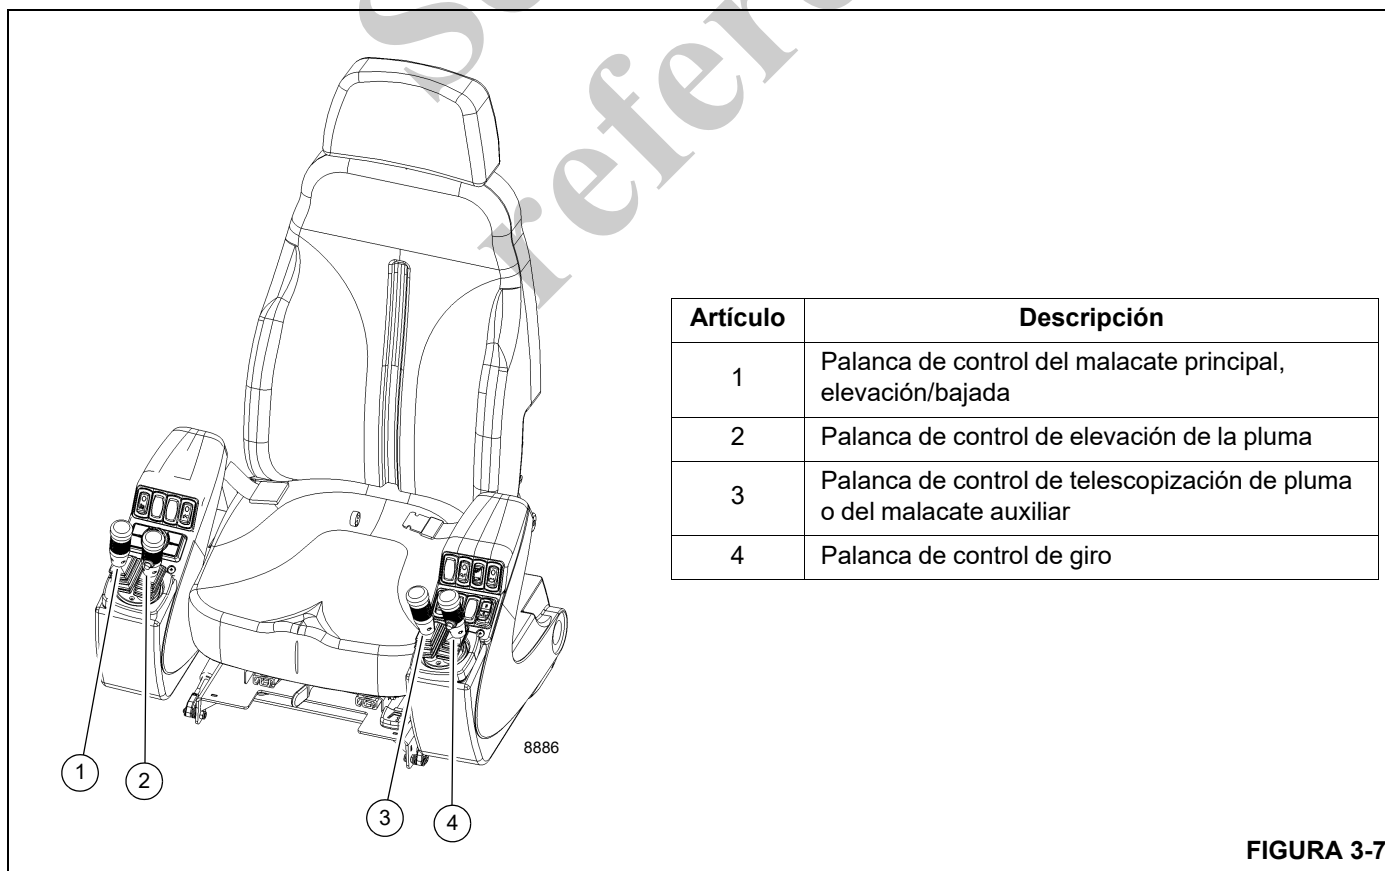 refer
Artículo Descripción
1 Palanca de control del malacate principal,
elevación/bajada
2 Palanca de control de elevación de la pluma
3 Palanca de control de telescopización de pluma
o del malacate auxiliar
4 Palanca de control de giro
8886
1
2
3
4
FIGURA 3-7